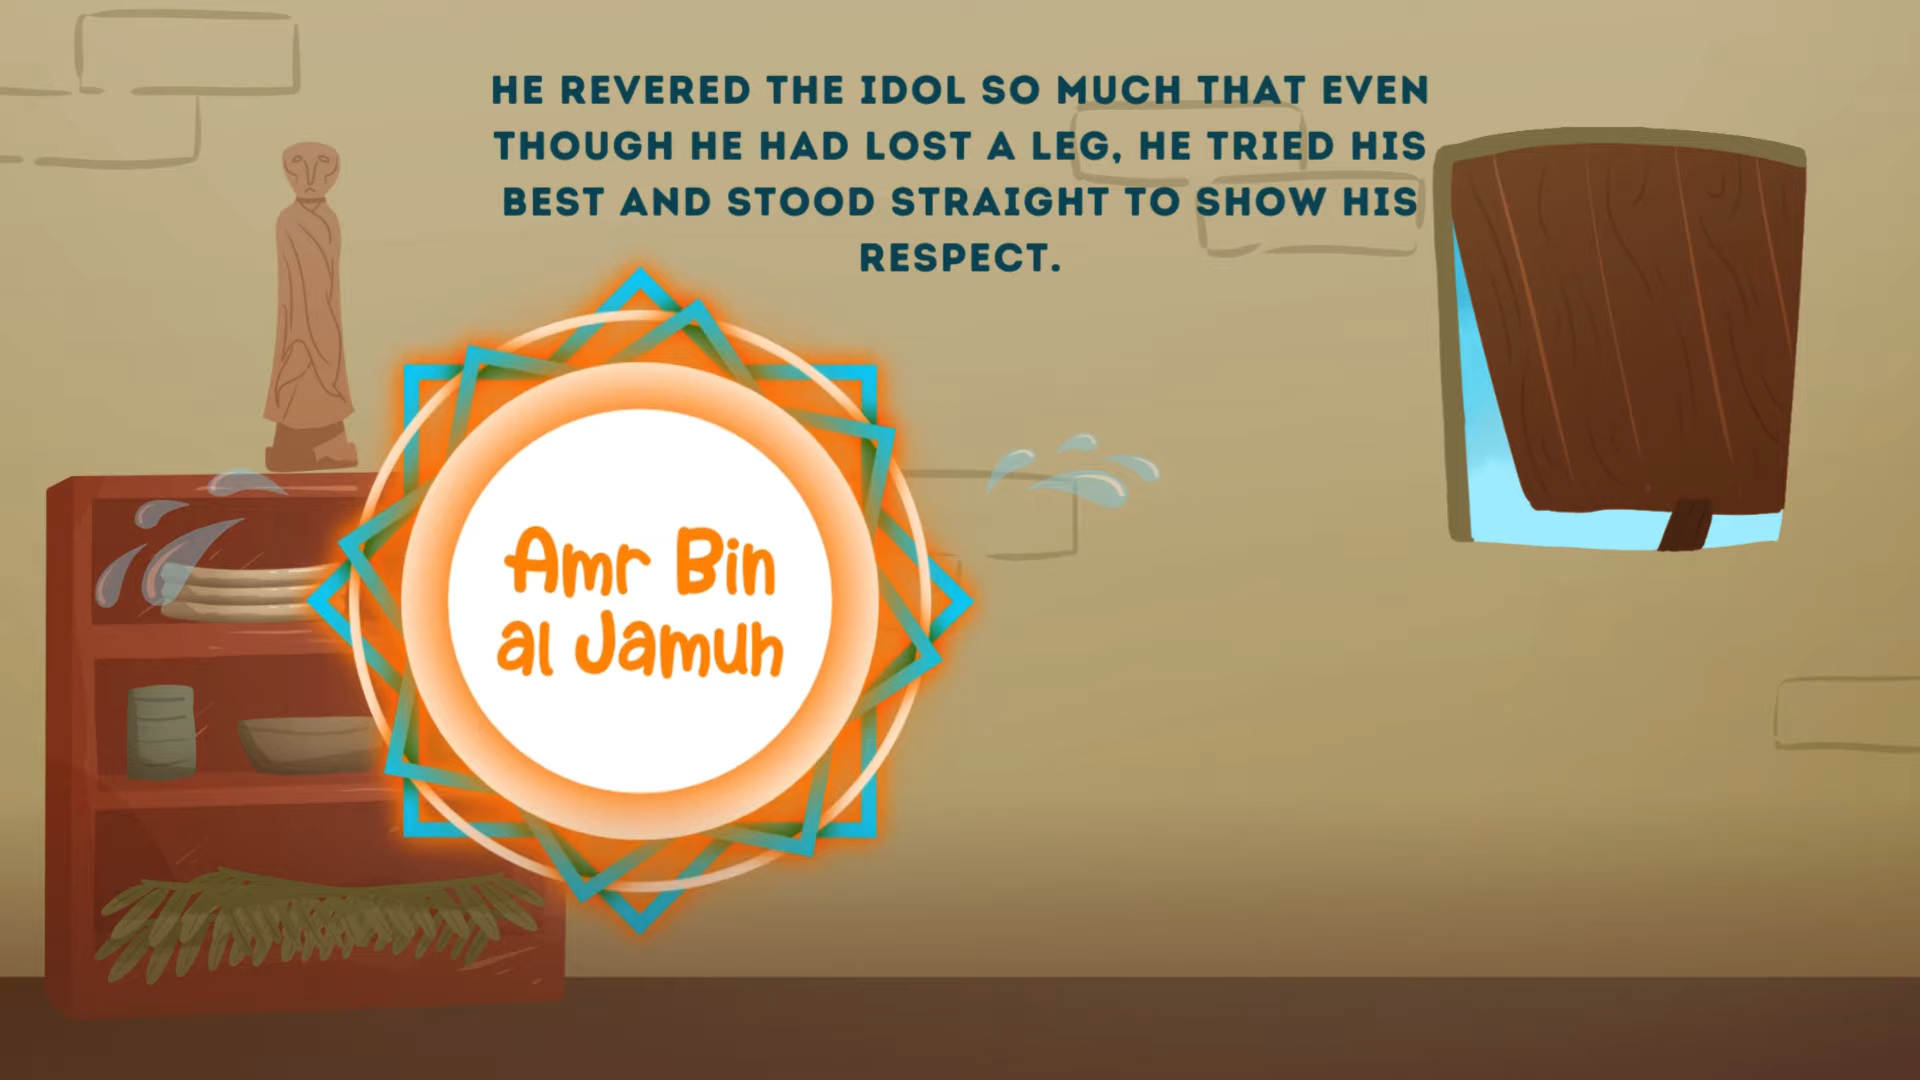 HE REVERED THE IDOL SO MUCH THAT EVEN
THOUGH HE HAD LOST A LEG, HE TRIED HIS
BEST AND STOOD STRAIGHT TO SHOW HIS
RESPECT.
Amr Bin
al Jamuh